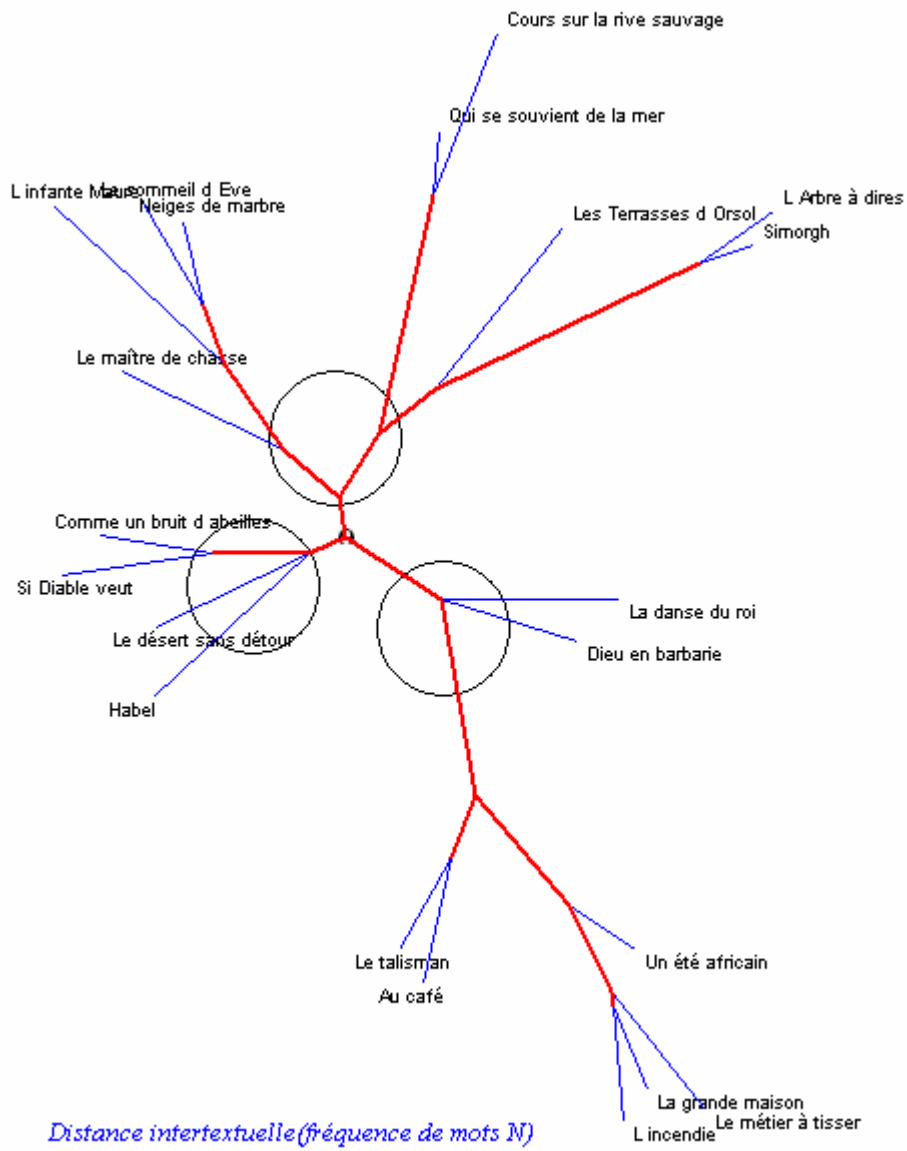 Cours sur la rive sauvage
Qui se souvient de la mer
L infante Maure
Le sommeil d Eve
Neiges de marbre
L Arbre à dires
Les Terrasses d Orsol
Simorgh
Le maître de chasse
Comme un bruit d abeilles
Si Diable veut
La danse du roi
Le désert sans détour
Dieu en barbarie
Habel
Le talisman
Un été africain
Au café
La grande maison
Le métier à tisser
L incendie
Distance intertextuelle(fréquence de mots N)